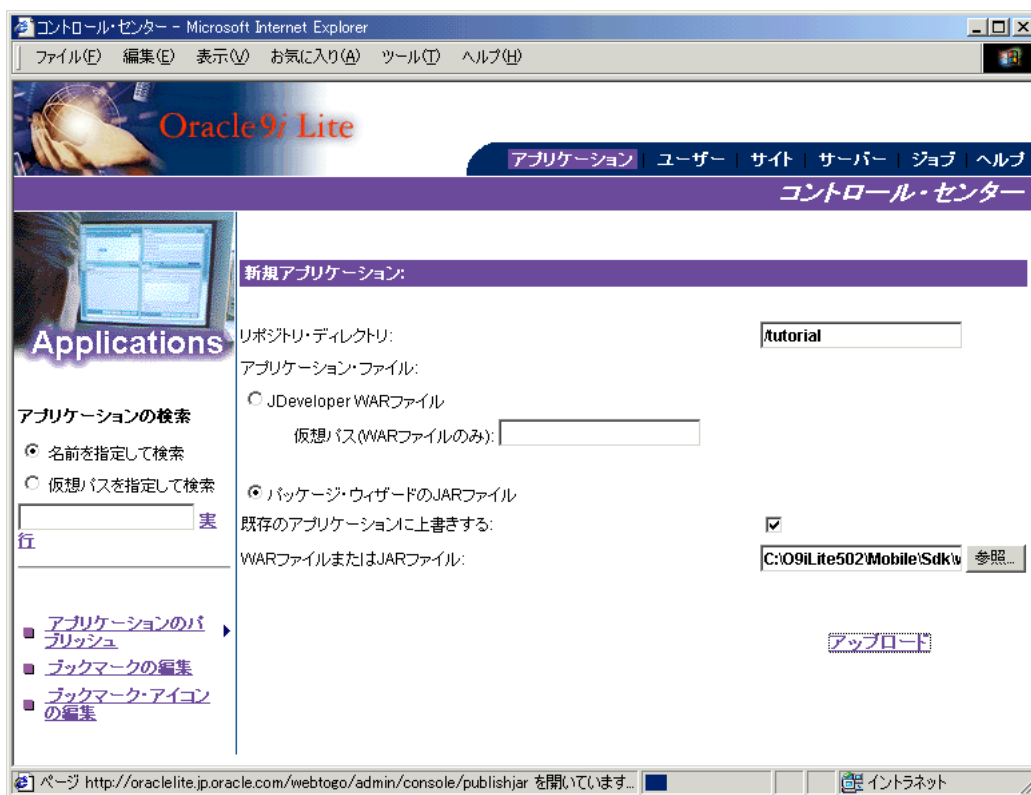 コントロール・センター - Microsoft Internet Explorer
ファイル(F) 編集(E) 表示(V) お気に入り(A) ツール(T) ヘルプ(H)
Oracle9i Lite
アプリケーション ユーザー サイト サーバー ジョブ ヘルプ
コントロール・センター
Applications
アプリケーションの検索
名前を指定して検索
仮想パスを指定して検索
実
行
アプリケーションのパ
ブリッシュ
ブックマークの編集
ブックマーク・アイコン
の編集
新規アプリケーション:
リポジトリ・ディレクトリ: /tutorial
アプリケーション・ファイル:
JDeveloper WARファイル
仮想パス(WARファイルのみ):
パッケージ・ウィザードのJARファイル
既存のアプリケーションに上書きする:
WARファイルまたはJARファイル: C:\O9iLite502\Mobile\Sdk\w 参照...
アップロード
ページ http://oraclelite.jp.oracle.com/webtogo/admin/console/publishjar を開いています... イントラネット